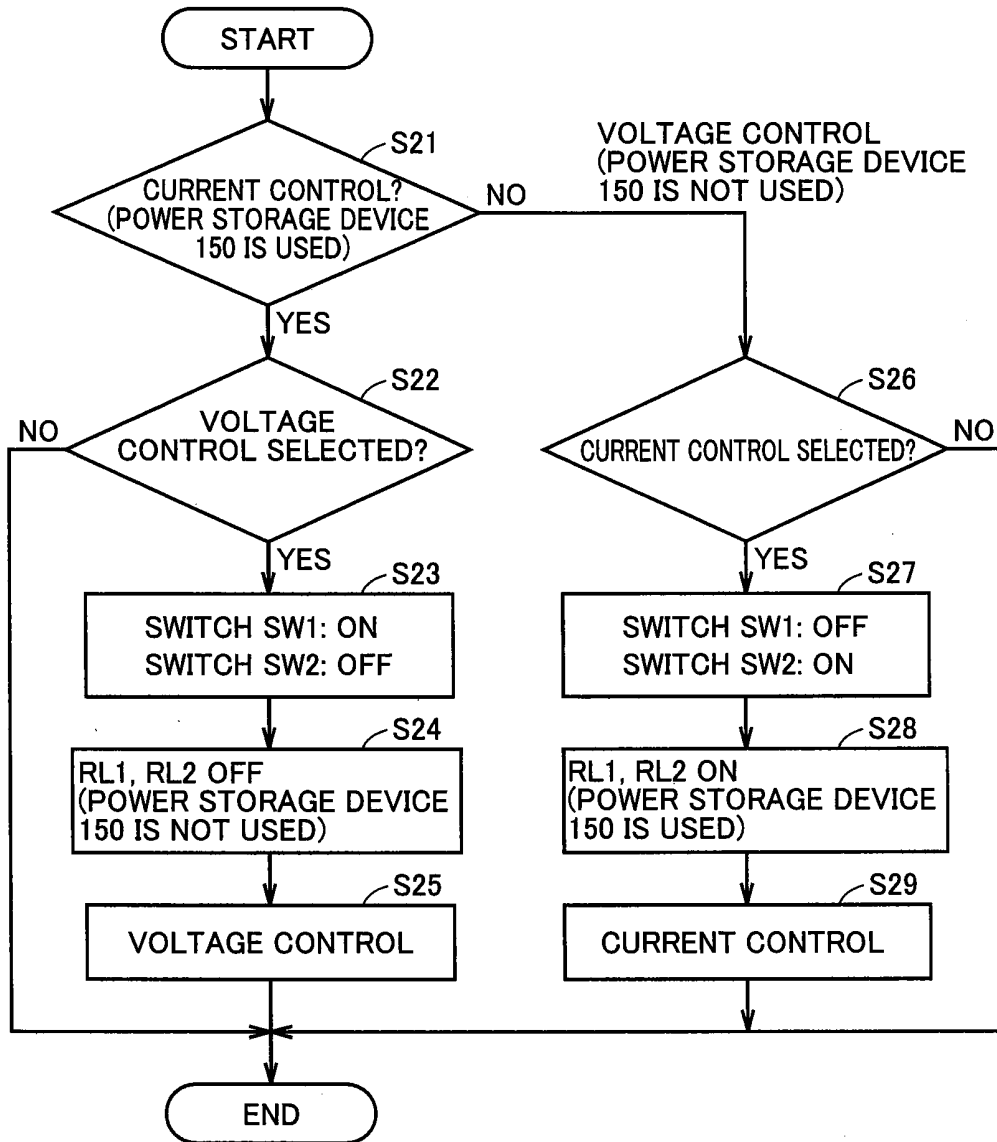 START
S21
CURRENT CONTROL?
(POWER STORAGE DEVICE
150 IS USED)
NO
VOLTAGE CONTROL
(POWER STORAGE DEVICE
150 IS NOT USED)
YES
S22
VOLTAGE
CONTROL SELECTED?
NO
S26
CURRENT CONTROL SELECTED?
NO
YES
YES
S23
SWITCH SW1: ON
SWITCH SW2: OFF
S27
SWITCH SW1: OFF
SWITCH SW2: ON
S24
RL1, RL2 OFF
(POWER STORAGE DEVICE
150 IS NOT USED)
S28
RL1, RL2 ON
(POWER STORAGE DEVICE
150 IS USED)
S25
VOLTAGE CONTROL
S29
CURRENT CONTROL
END